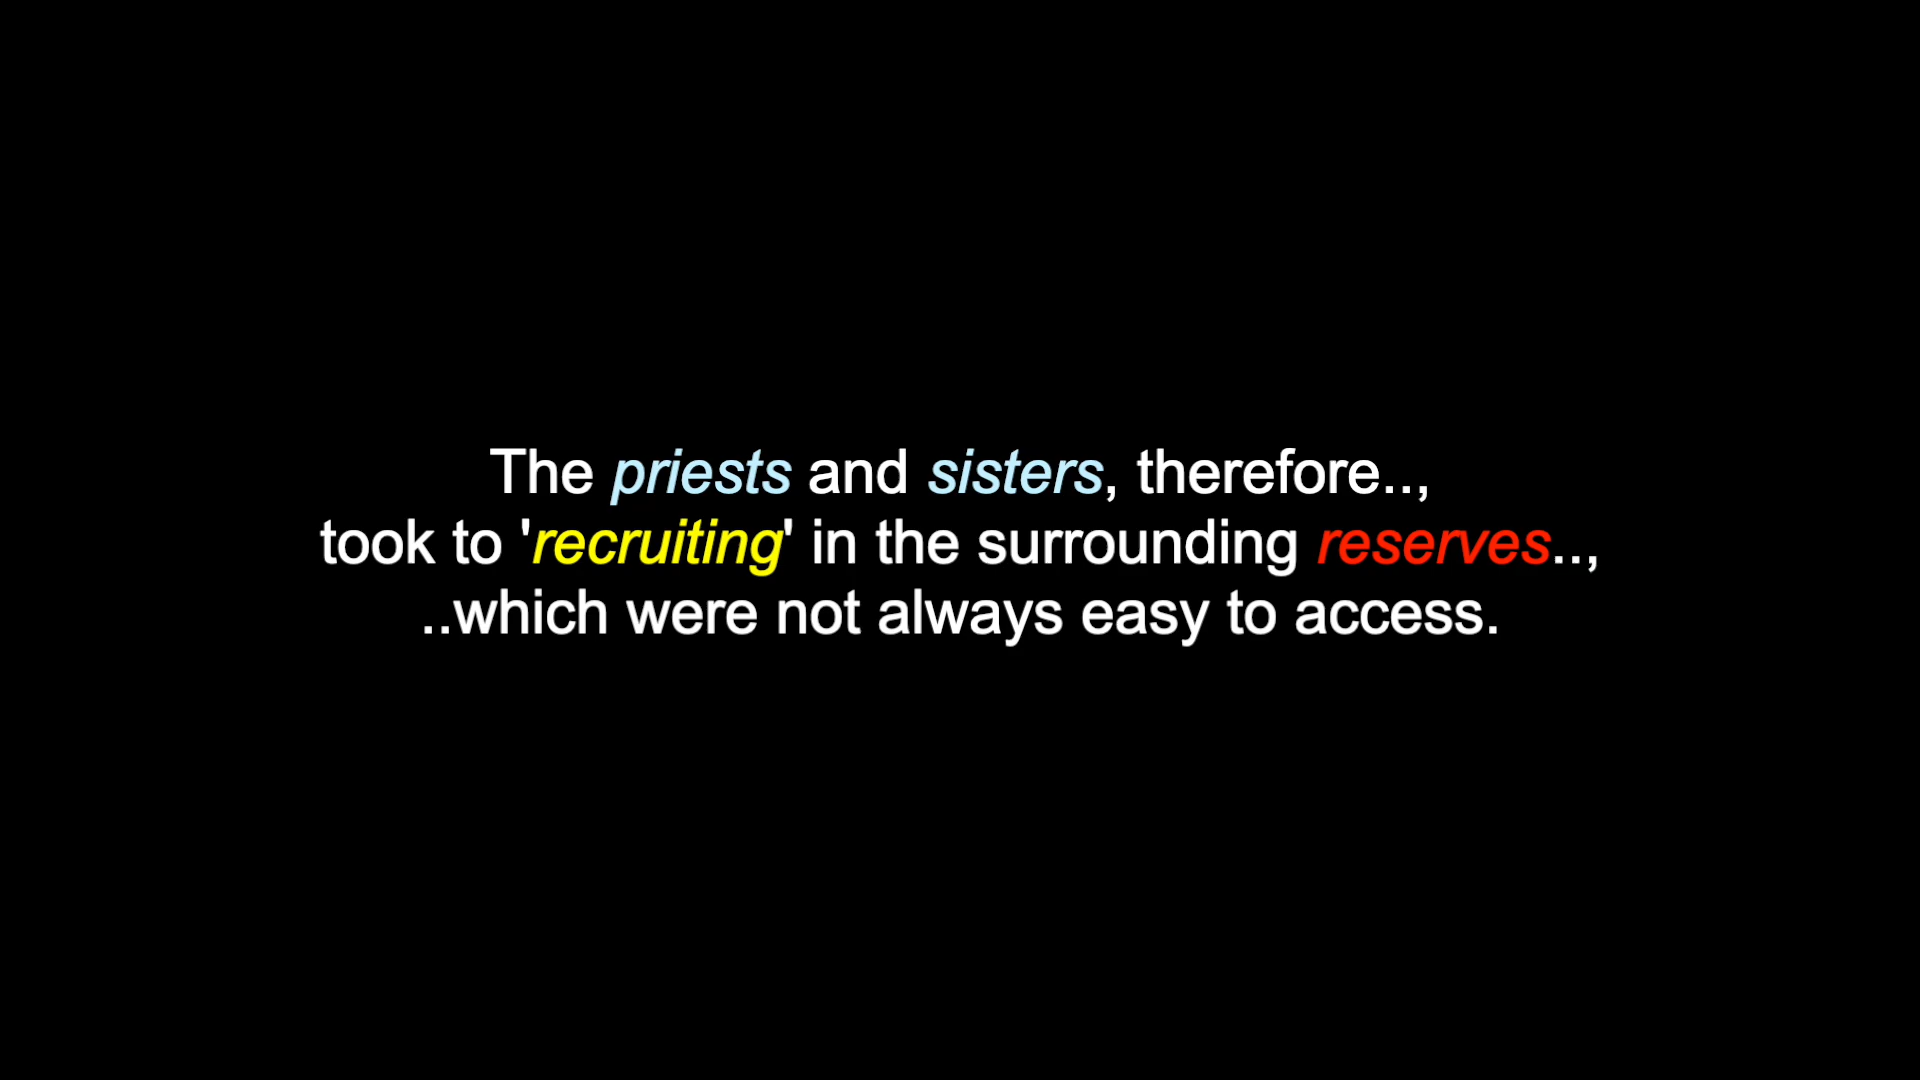 The priests and sisters, therefore..,
took to 'recruiting' in the surrounding reserves..,
..which were not always easy to access.